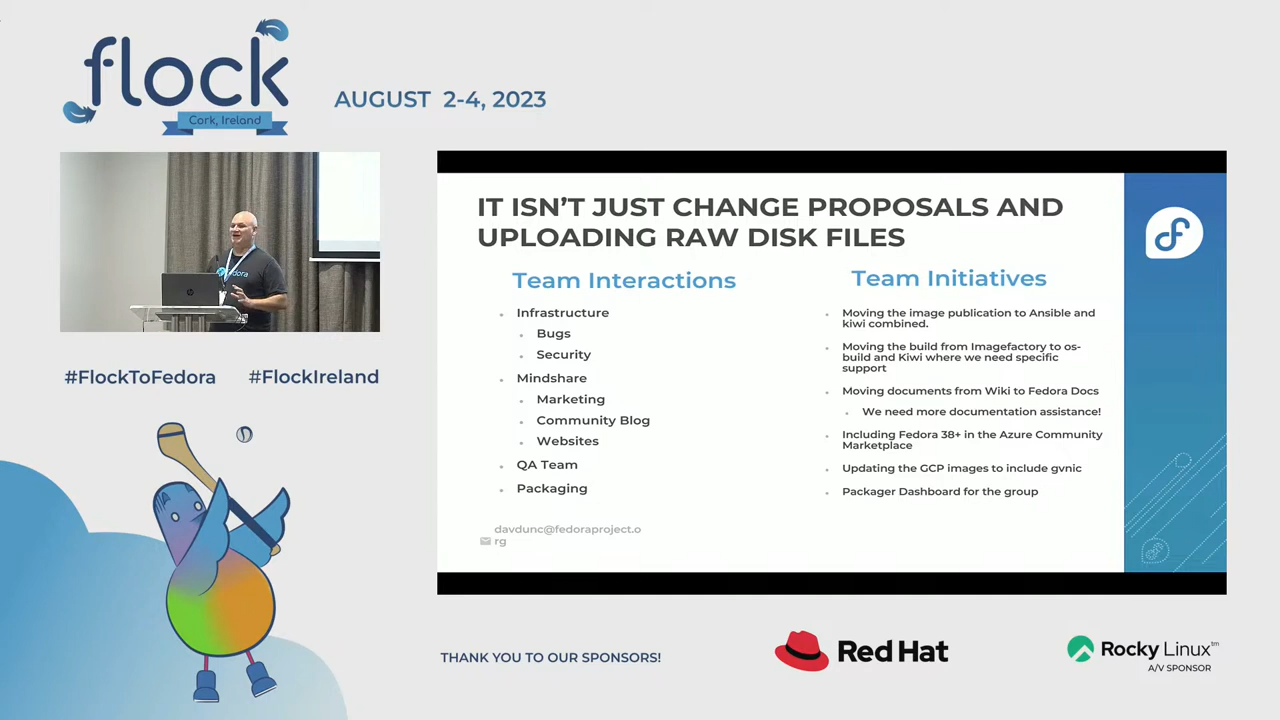 flock
Cork, Ireland
AUGUST 2-4, 2023
fedora
hp
#FlockToFedora #FlockIreland
IT ISN'T JUST CHANGE PROPOSALS AND
UPLOADING RAW DISK FILES
Team Interactions
Infrastructure
Bugs
Security
Mindshare
Marketing
Community Blog
Websites
QA Team
Packaging
davdunc@fedoraproject.o
rg
Team Initiatives
Moving the image publication to Ansible and
kiwi combined.
Moving the build from Imagefactory to os-
build and Kiwi where we need specific
support
Moving documents from Wiki to Fedora Docs
We need more documentation assistance!
Including Fedora 38+ in the Azure Community
Marketplace
Updating the GCP images to include gvnic
Packager Dashboard for the group
THANK YOU TO OUR SPONSORS!
Red Hat
Rocky Linux™
A/V SPONSOR